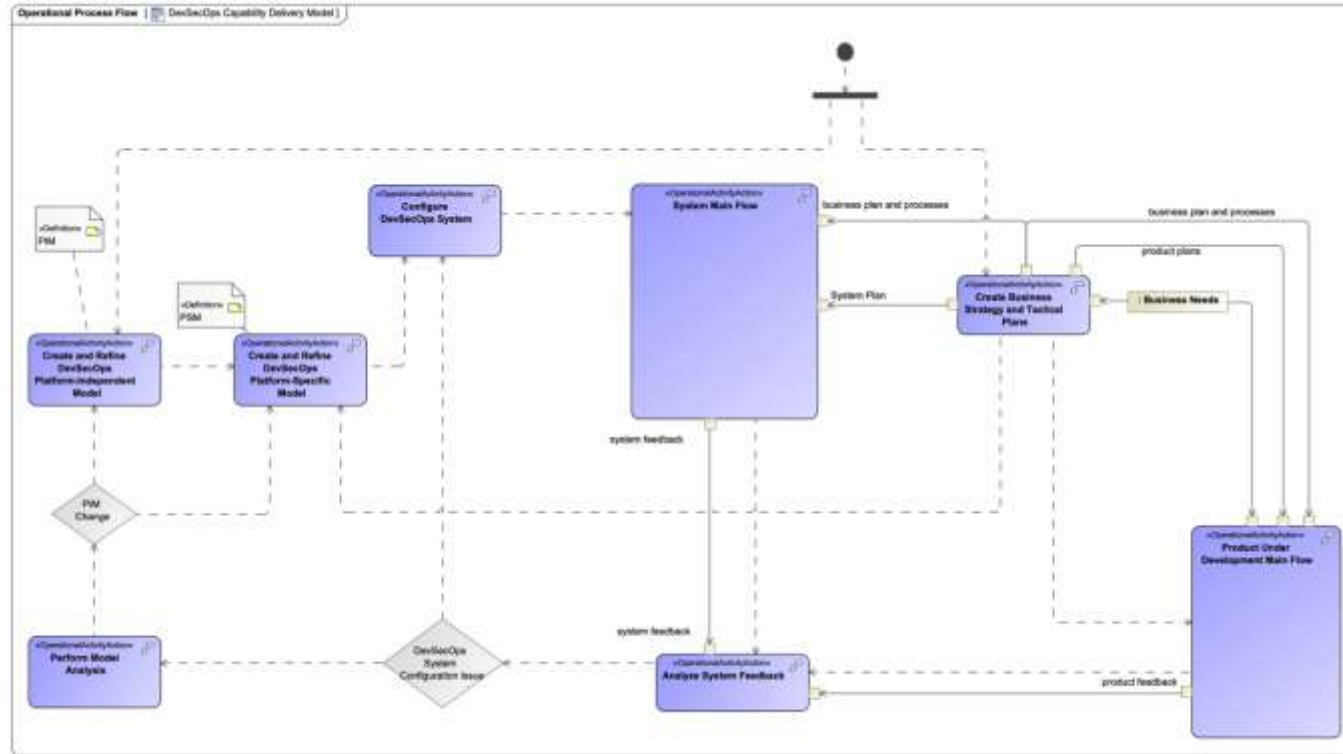 Operational Process Flow [ DevSecOps Capability Delivery Model ]
«OperationalActivityAction»
Configure
DevSecOps System
«OperationalActivityAction»
System Main Flow
business plan and processes
business plan and processes
product plans
«Definition»
PIM
«OperationalActivityAction»
Create Business
Strategy and Tactical
Plans
: Business Needs
System Plan
«Definition»
PSM
«OperationalActivityAction»
Create and Refine
DevSecOps
Platform-Independent
Model
«OperationalActivityAction»
Create and Refine
DevSecOps
Platform-Specific
Model
system feedback
PIM
Change
«OperationalActivityAction»
Product Under
Development Main Flow
system feedback
«OperationalActivityAction»
Perform Model
Analysis
DevSecOps
System
Configuration Issue
«OperationalActivityAction»
Analyze System Feedback
product feedback